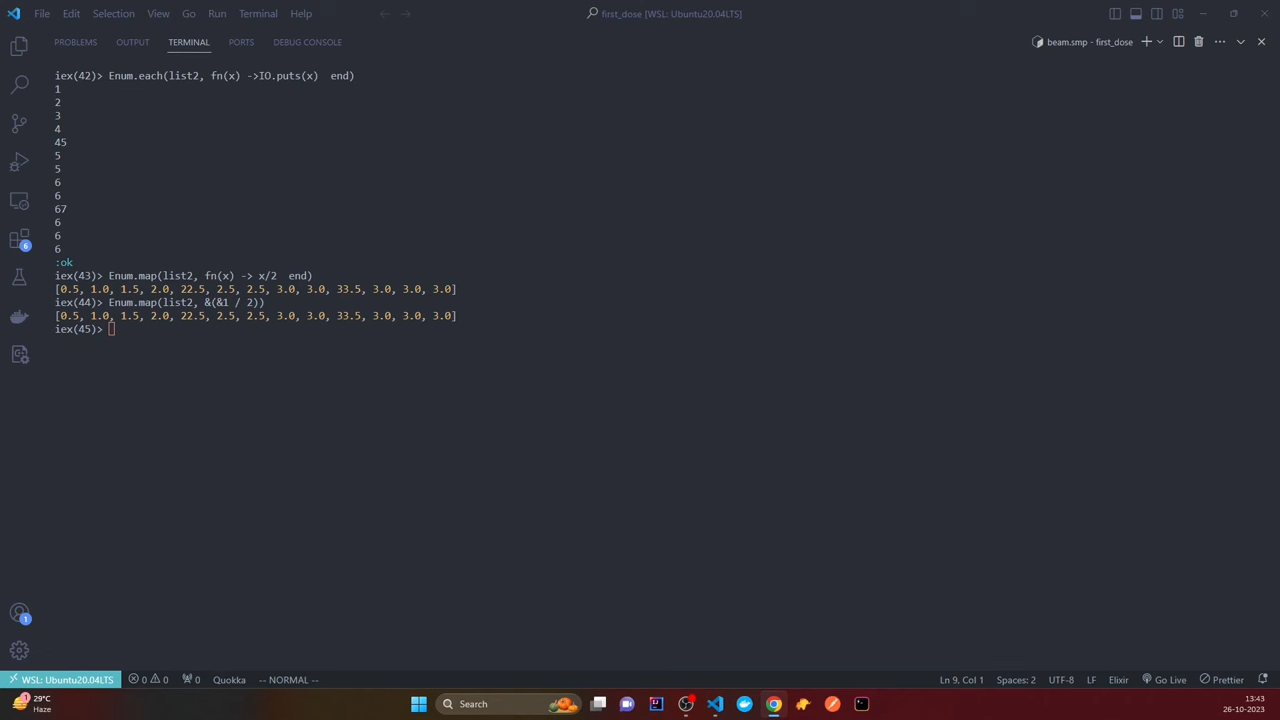 File Edit Selection View Go Run Terminal Help
first_dose [WSL: Ubuntu20.04LTS]
PROBLEMS OUTPUT TERMINAL PORTS DEBUG CONSOLE
beam.smp - first_dose
iex(42)> Enum.each(list2, fn(x) ->IO.puts(x)  end)
1
2
3
4
45
5
5
6
6
67
6
6
6
:ok
iex(43)> Enum.map(list2, fn(x) -> x/2  end)
[0.5, 1.0, 1.5, 2.0, 22.5, 2.5, 2.5, 3.0, 3.0, 33.5, 3.0, 3.0, 3.0]
iex(44)> Enum.map(list2, &(&1 / 2))
[0.5, 1.0, 1.5, 2.0, 22.5, 2.5, 2.5, 3.0, 3.0, 33.5, 3.0, 3.0, 3.0]
iex(45)>
6
1
WSL: Ubuntu20.04LTS 0 0 0 Quokka -- NORMAL -- Ln 9, Col 1 Spaces: 2 UTF-8 LF Elixir Go Live Prettier
1
29°C
Haze
Search
13:43
26-10-2023